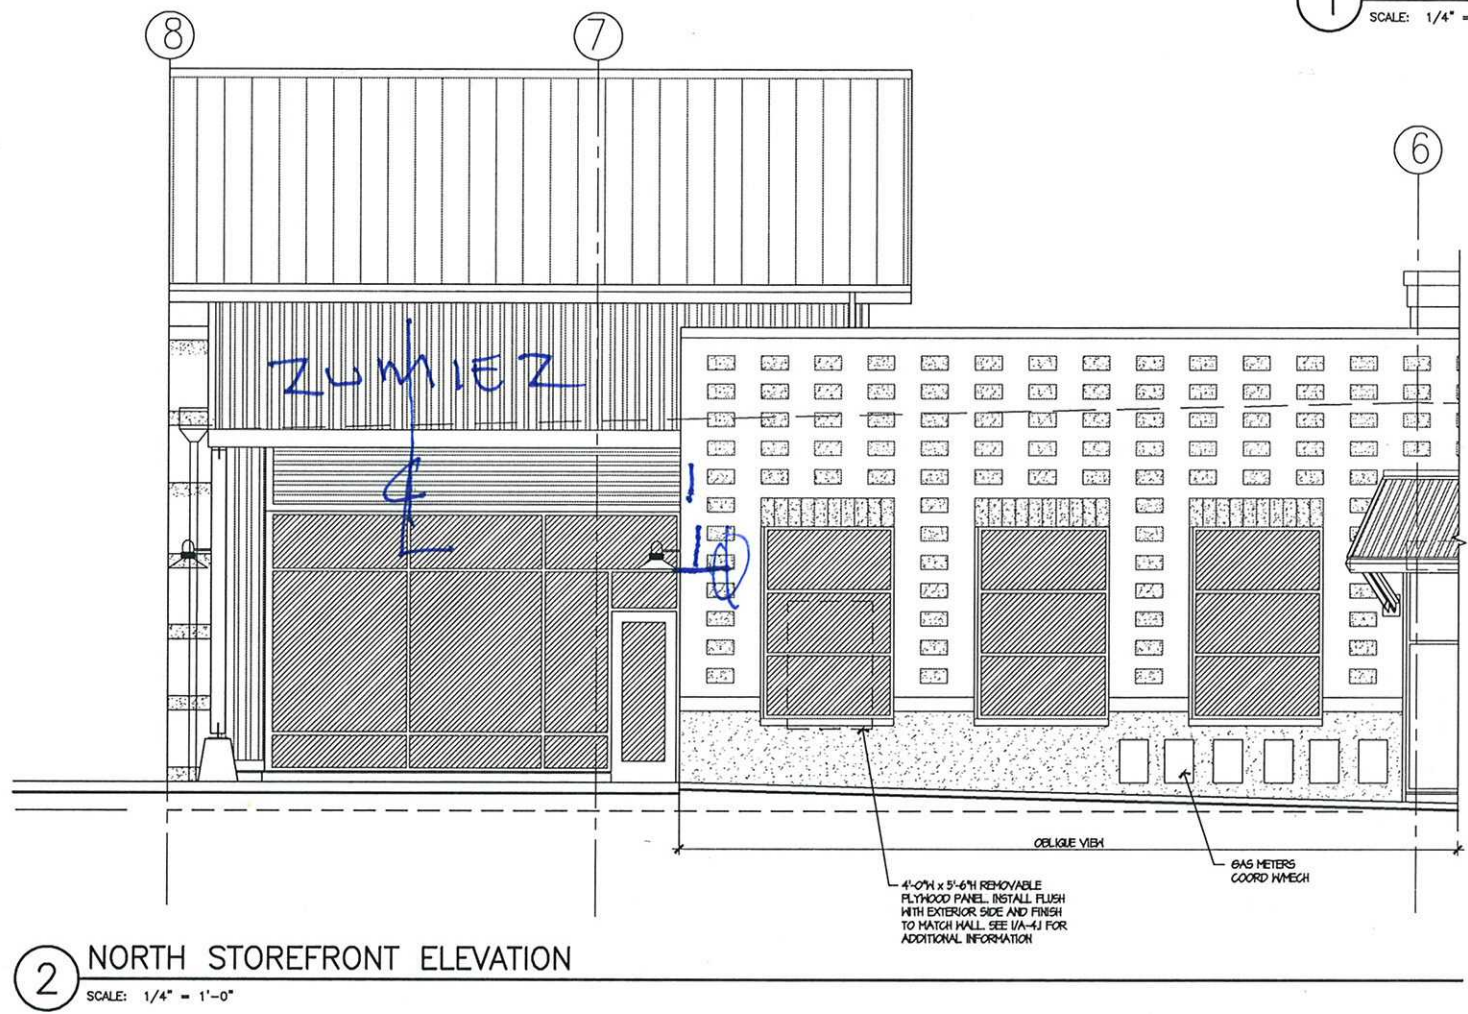 1
SCALE: 1/4" =
8
7
6
ZUMIEZ
℄
OBLIQUE VIEW
GAS METERS
COORD W/MECH
4'-0"W x 5'-6"H REMOVABLE
PLYWOOD PANEL. INSTALL FLUSH
WITH EXTERIOR SIDE AND FINISH
TO MATCH WALL. SEE 1/A-4.1 FOR
ADDITIONAL INFORMATION
2
NORTH STOREFRONT ELEVATION
SCALE: 1/4" = 1'-0"